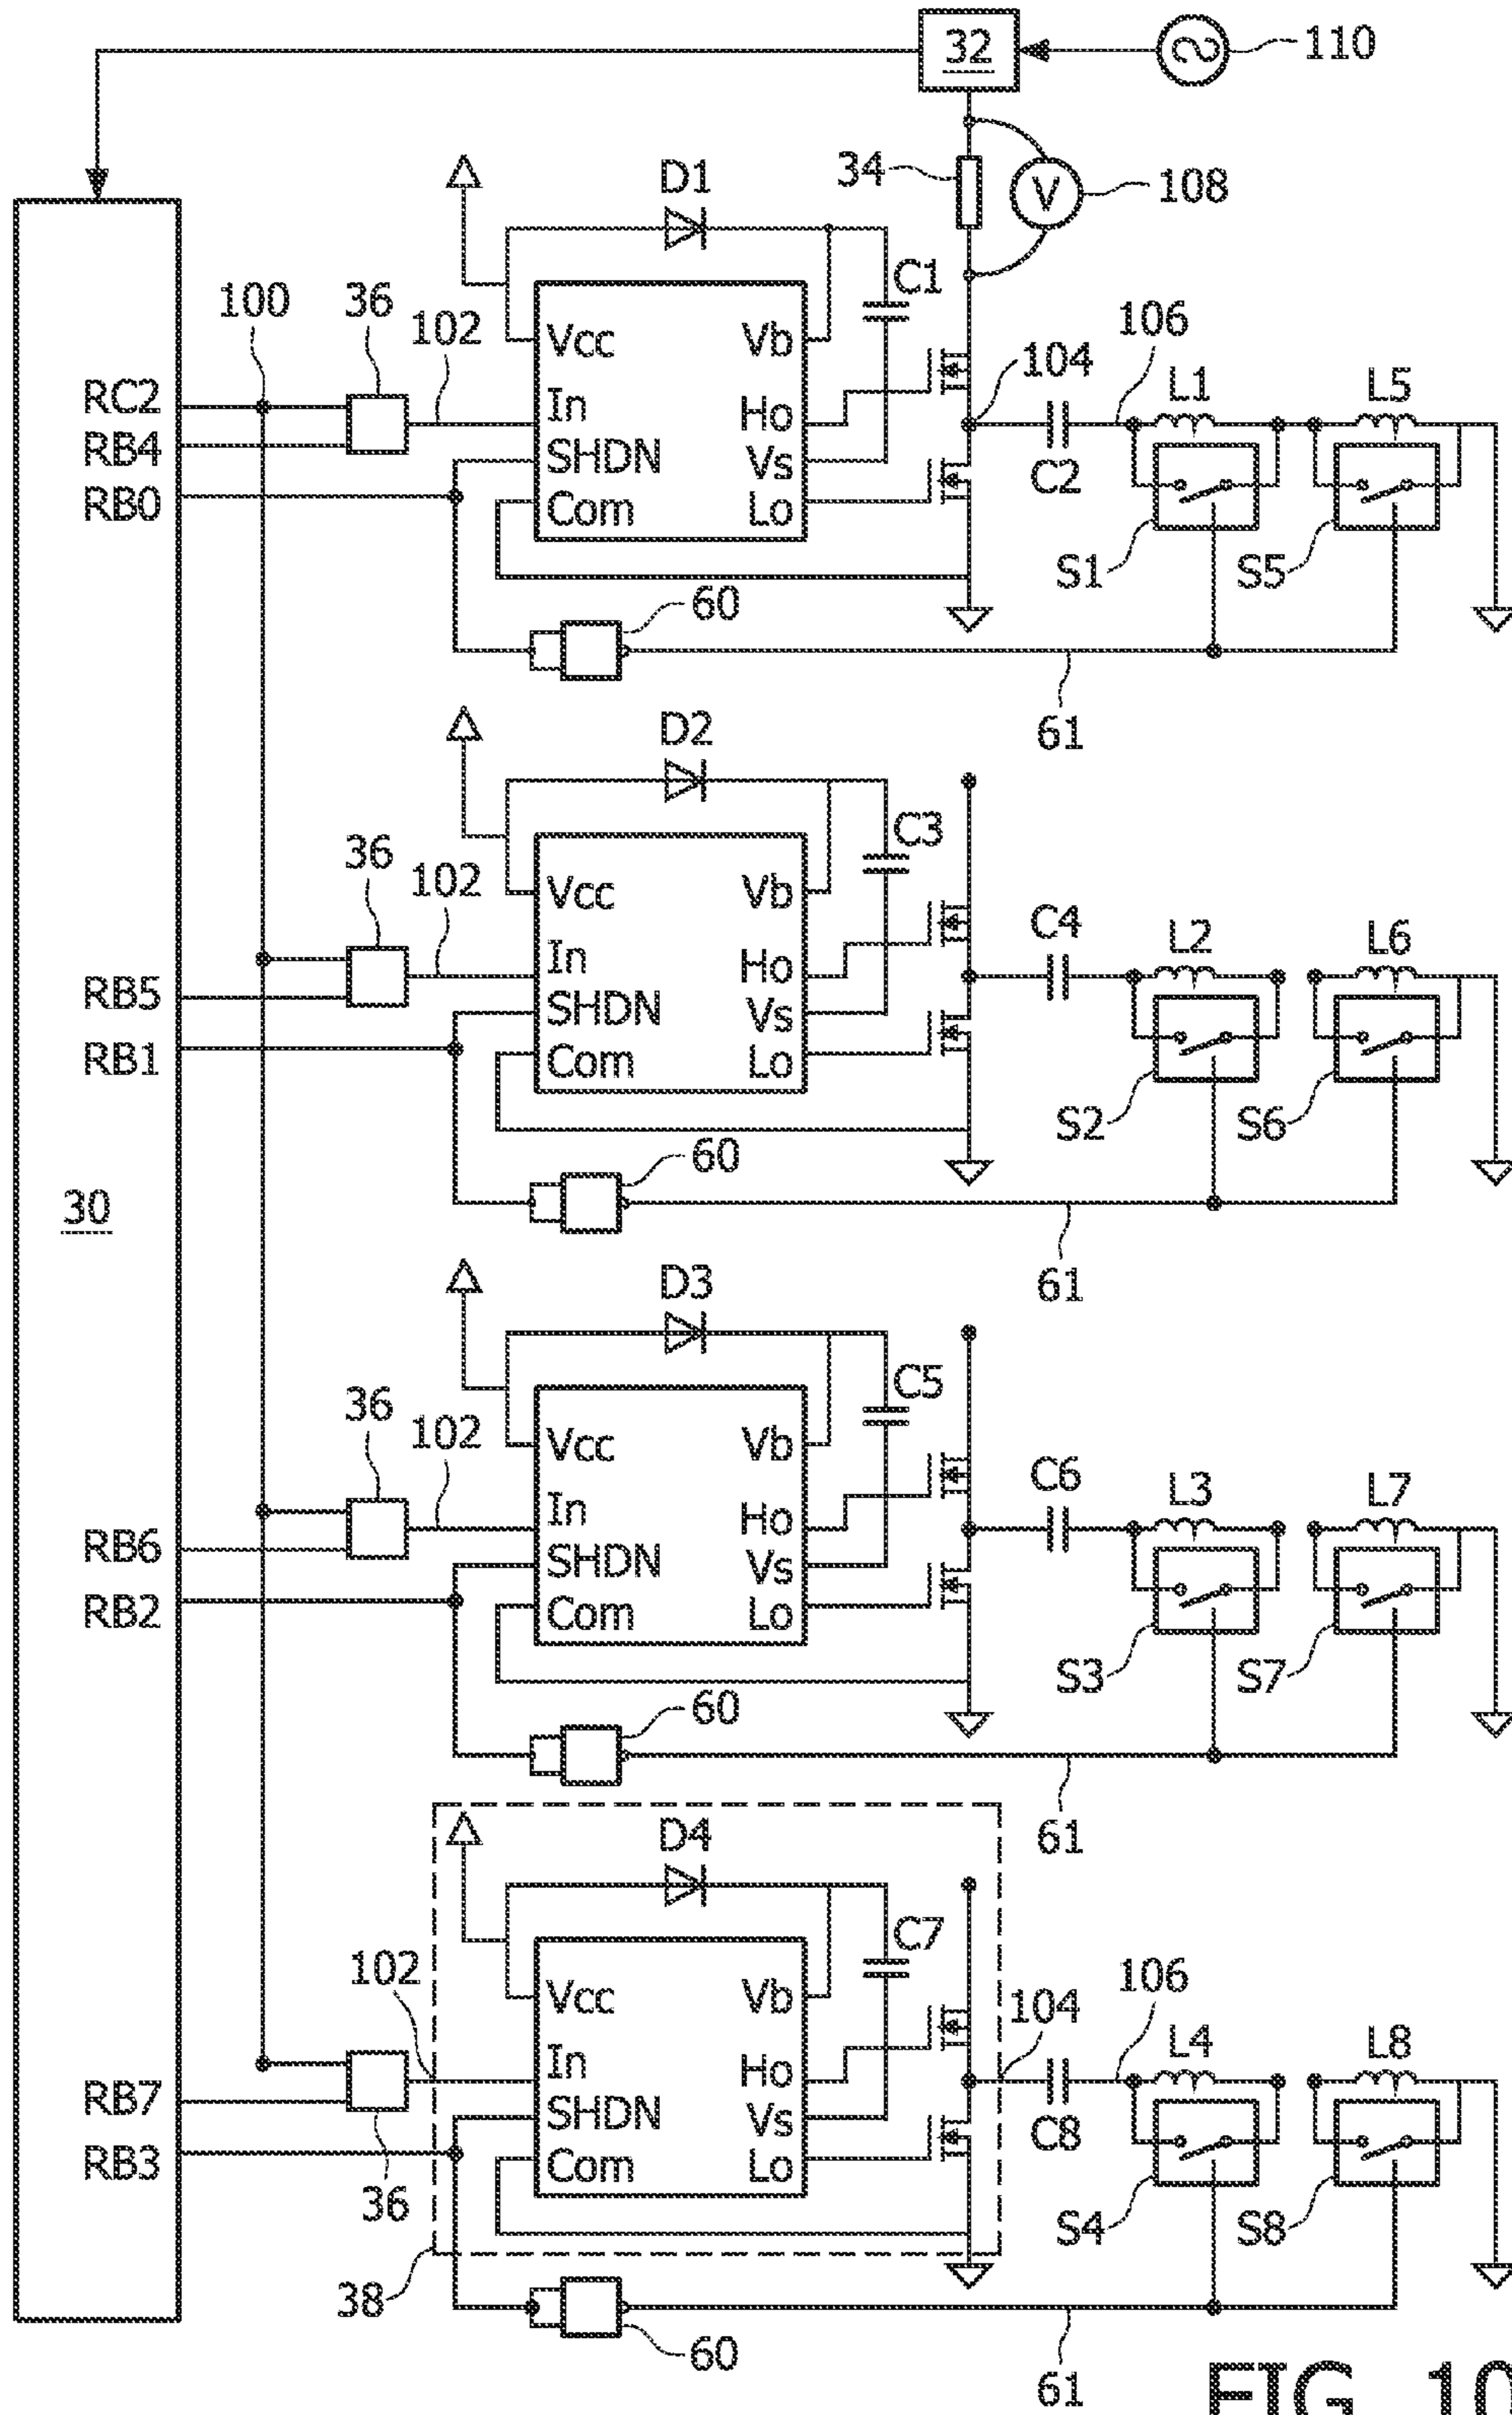 32
110
34
V
108
D1
C1
100
36
102
Vcc
Vb
104
106
L1
L5
RC2
In
Ho
RB4
SHDN
Vs
C2
RB0
Com
Lo
S1
S5
60
61
D2
C3
36
102
Vcc
Vb
C4
L2
L6
In
Ho
RB5
SHDN
Vs
RB1
Com
Lo
S2
S6
60
30
61
D3
C5
36
102
Vcc
Vb
C6
L3
L7
In
Ho
RB6
SHDN
Vs
RB2
Com
Lo
S3
S7
60
61
D4
C7
102
Vcc
Vb
104
106
L4
L8
In
Ho
RB7
SHDN
Vs
C8
RB3
Com
Lo
36
S4
S8
38
60
61
FIG. 10